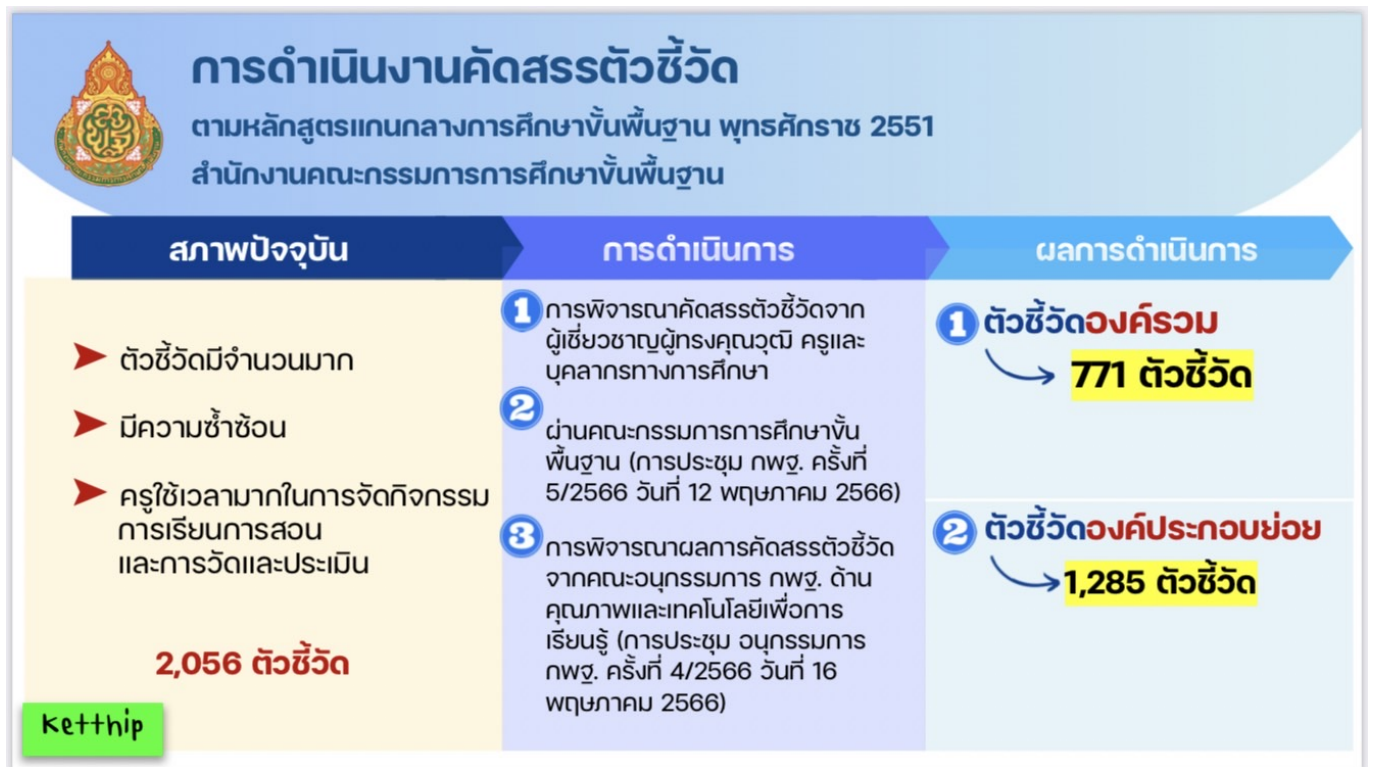 การดำเนินงานคัดสรรตัวชี้วัด
ตามหลักสูตรแกนกลางการศึกษาขั้นพื้นฐาน พุทธศักราช 2551
สำนักงานคณะกรรมการการศึกษาขั้นพื้นฐาน
สภาพปัจจุบัน
ตัวชี้วัดมีจำนวนมาก
มีความซ้ำซ้อน
ครูใช้เวลามากในการจัดกิจกรรม
การเรียนการสอน
และการวัดและประเมิน
2,056 ตัวชี้วัด
Ketthip
การดำเนินการ
1 การพิจารณาคัดสรรตัวชี้วัดจาก
ผู้เชี่ยวชาญผู้ทรงคุณวุฒิ ครูและ
บุคลากรทางการศึกษา
2
ผ่านคณะกรรมการการศึกษาขั้น
พื้นฐาน (การประชุม กพฐ. ครั้งที่
5/2566 วันที่ 12 พฤษภาคม 2566)
3 การพิจารณาผลการคัดสรรตัวชี้วัด
จากคณะอนุกรรมการ กพฐ. ด้าน
คุณภาพและเทคโนโลยีเพื่อการ
เรียนรู้ (การประชุม อนุกรรมการ
กพฐ. ครั้งที่ 4/2566 วันที่ 16
พฤษภาคม 2566)
ผลการดำเนินการ
1 ตัวชี้วัดองค์รวม
771 ตัวชี้วัด
2 ตัวชี้วัดองค์ประกอบย่อย
1,285 ตัวชี้วัด